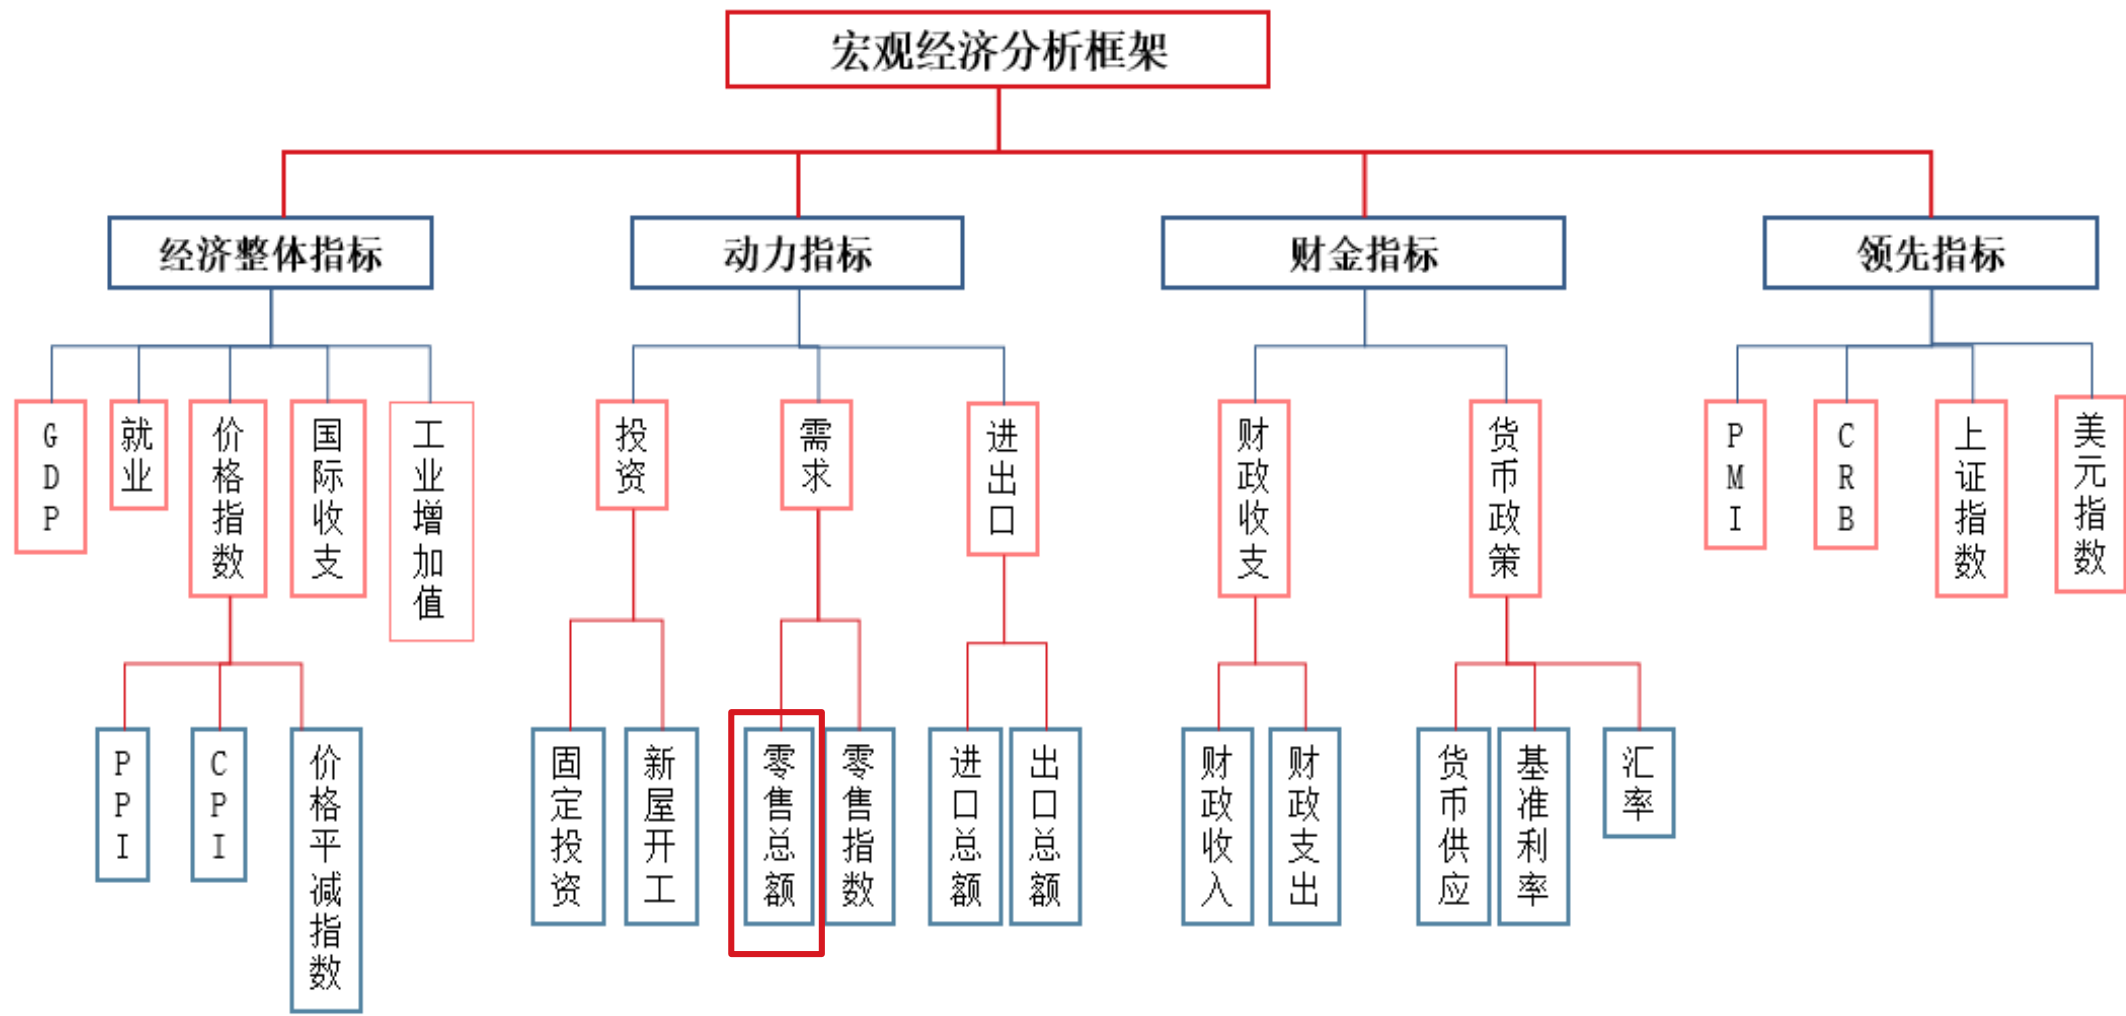 宏观经济分析框架
经济整体指标
动力指标
财金指标
领先指标
GDP
就业
价格指数
国际收支
工业增加值
投资
需求
进出口
财政收支
货币政策
PMI
CRB
上证指数
美元指数
PPI
CPI
价格平减指数
固定投资
新屋开工
零售总额
零售指数
进口总额
出口总额
财政收入
财政支出
货币供应
基准利率
汇率